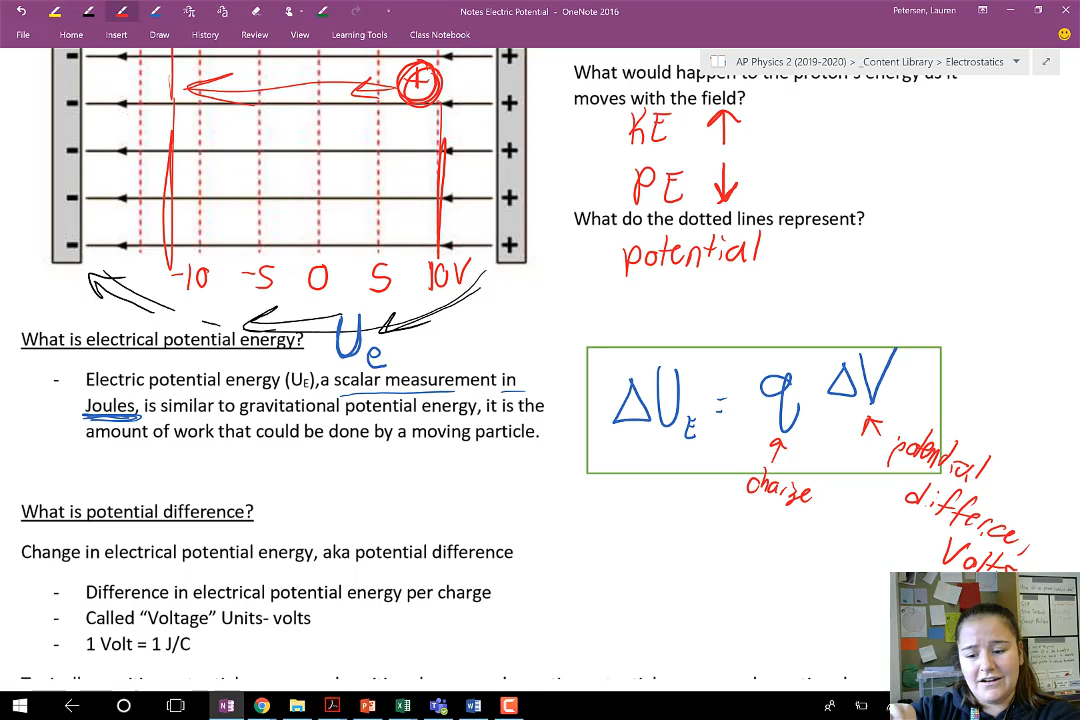 Notes Electric Potential - OneNote 2016
Petersen, Lauren
File Home Insert Draw History Review View Learning Tools Class Notebook
AP Physics 2 (2019-2020) > _Content Library > Electrostatics
What would happen to the proton's energy as it
moves with the field?
KE ↑
PE ↓
What do the dotted lines represent?
potential
- +
- +
- +
- +
- +
+
-10 -5 0 5 10V
What is electrical potential energy?
Ue
- Electric potential energy (UE),a scalar measurement in
Joules, is similar to gravitational potential energy, it is the
amount of work that could be done by a moving particle.
ΔUE = q ΔV
charge
potential
difference,
Volts
What is potential difference?
Change in electrical potential energy, aka potential difference
- Difference in electrical potential energy per charge
- Called “Voltage” Units- volts
- 1 Volt = 1 J/C